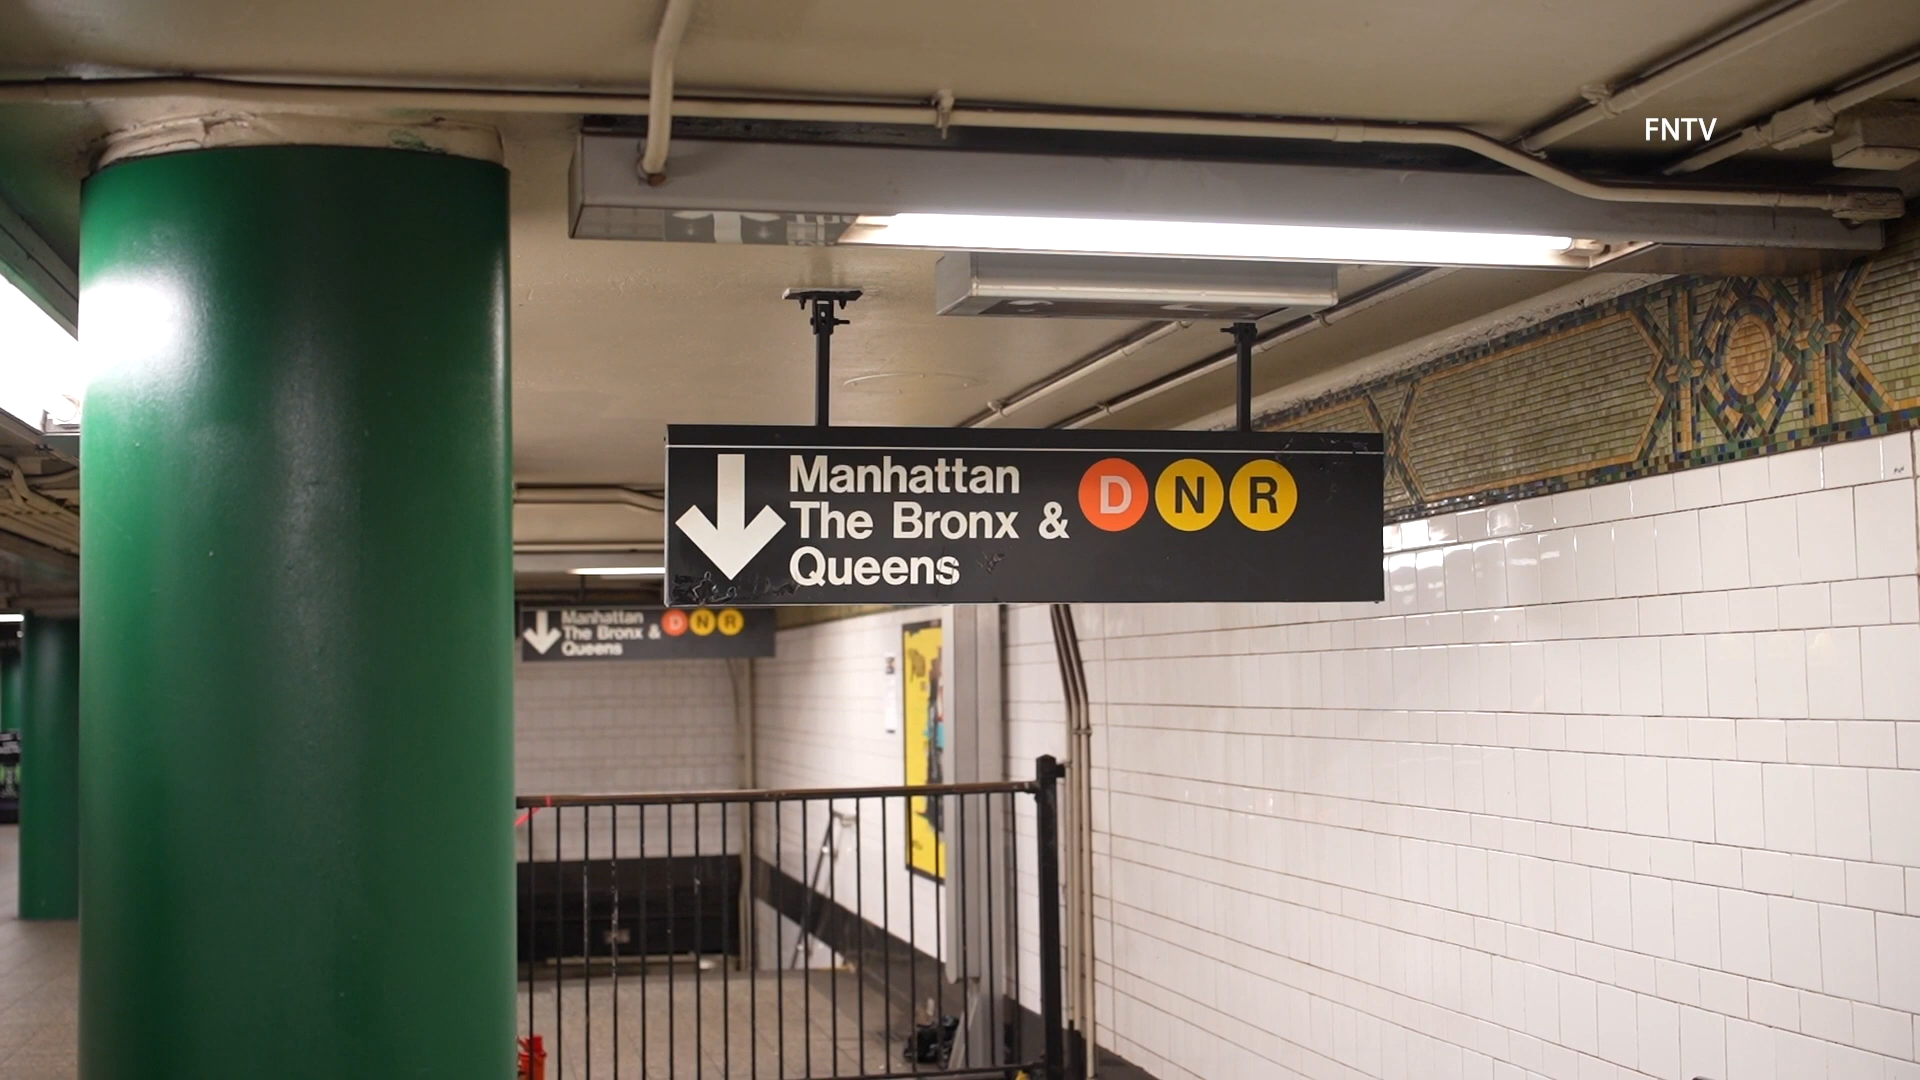 FNTV
Manhattan
The Bronx &
Queens
D N R
Manhattan
The Bronx &
Queens
D N R